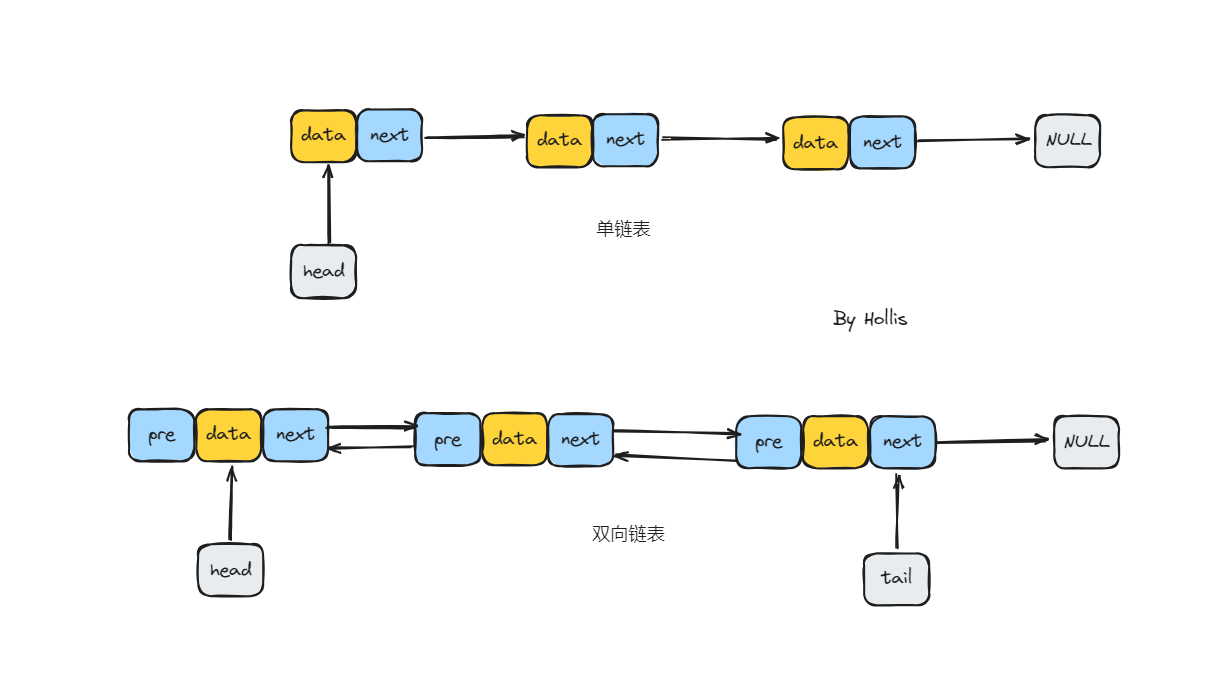 data next data next data next NULL
单链表
head
By Hollis
pre data next pre data next pre data next NULL
双向链表
head
tail